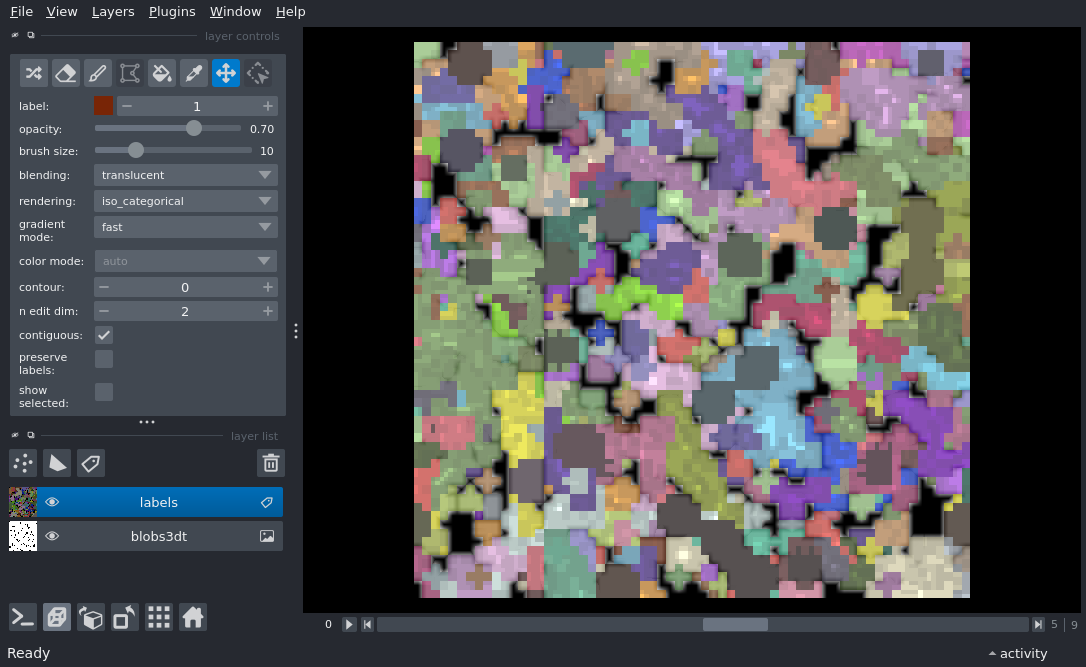 File View Layers Plugins Window Help
layer controls
label: 1
opacity: 0.70
brush size: 10
blending: translucent
rendering: iso_categorical
gradient
mode: fast
color mode: auto
contour: 0
n edit dim: 2
contiguous:
preserve
labels:
show
selected:
layer list
labels
blobs3dt
0 5 | 9
Ready
activity